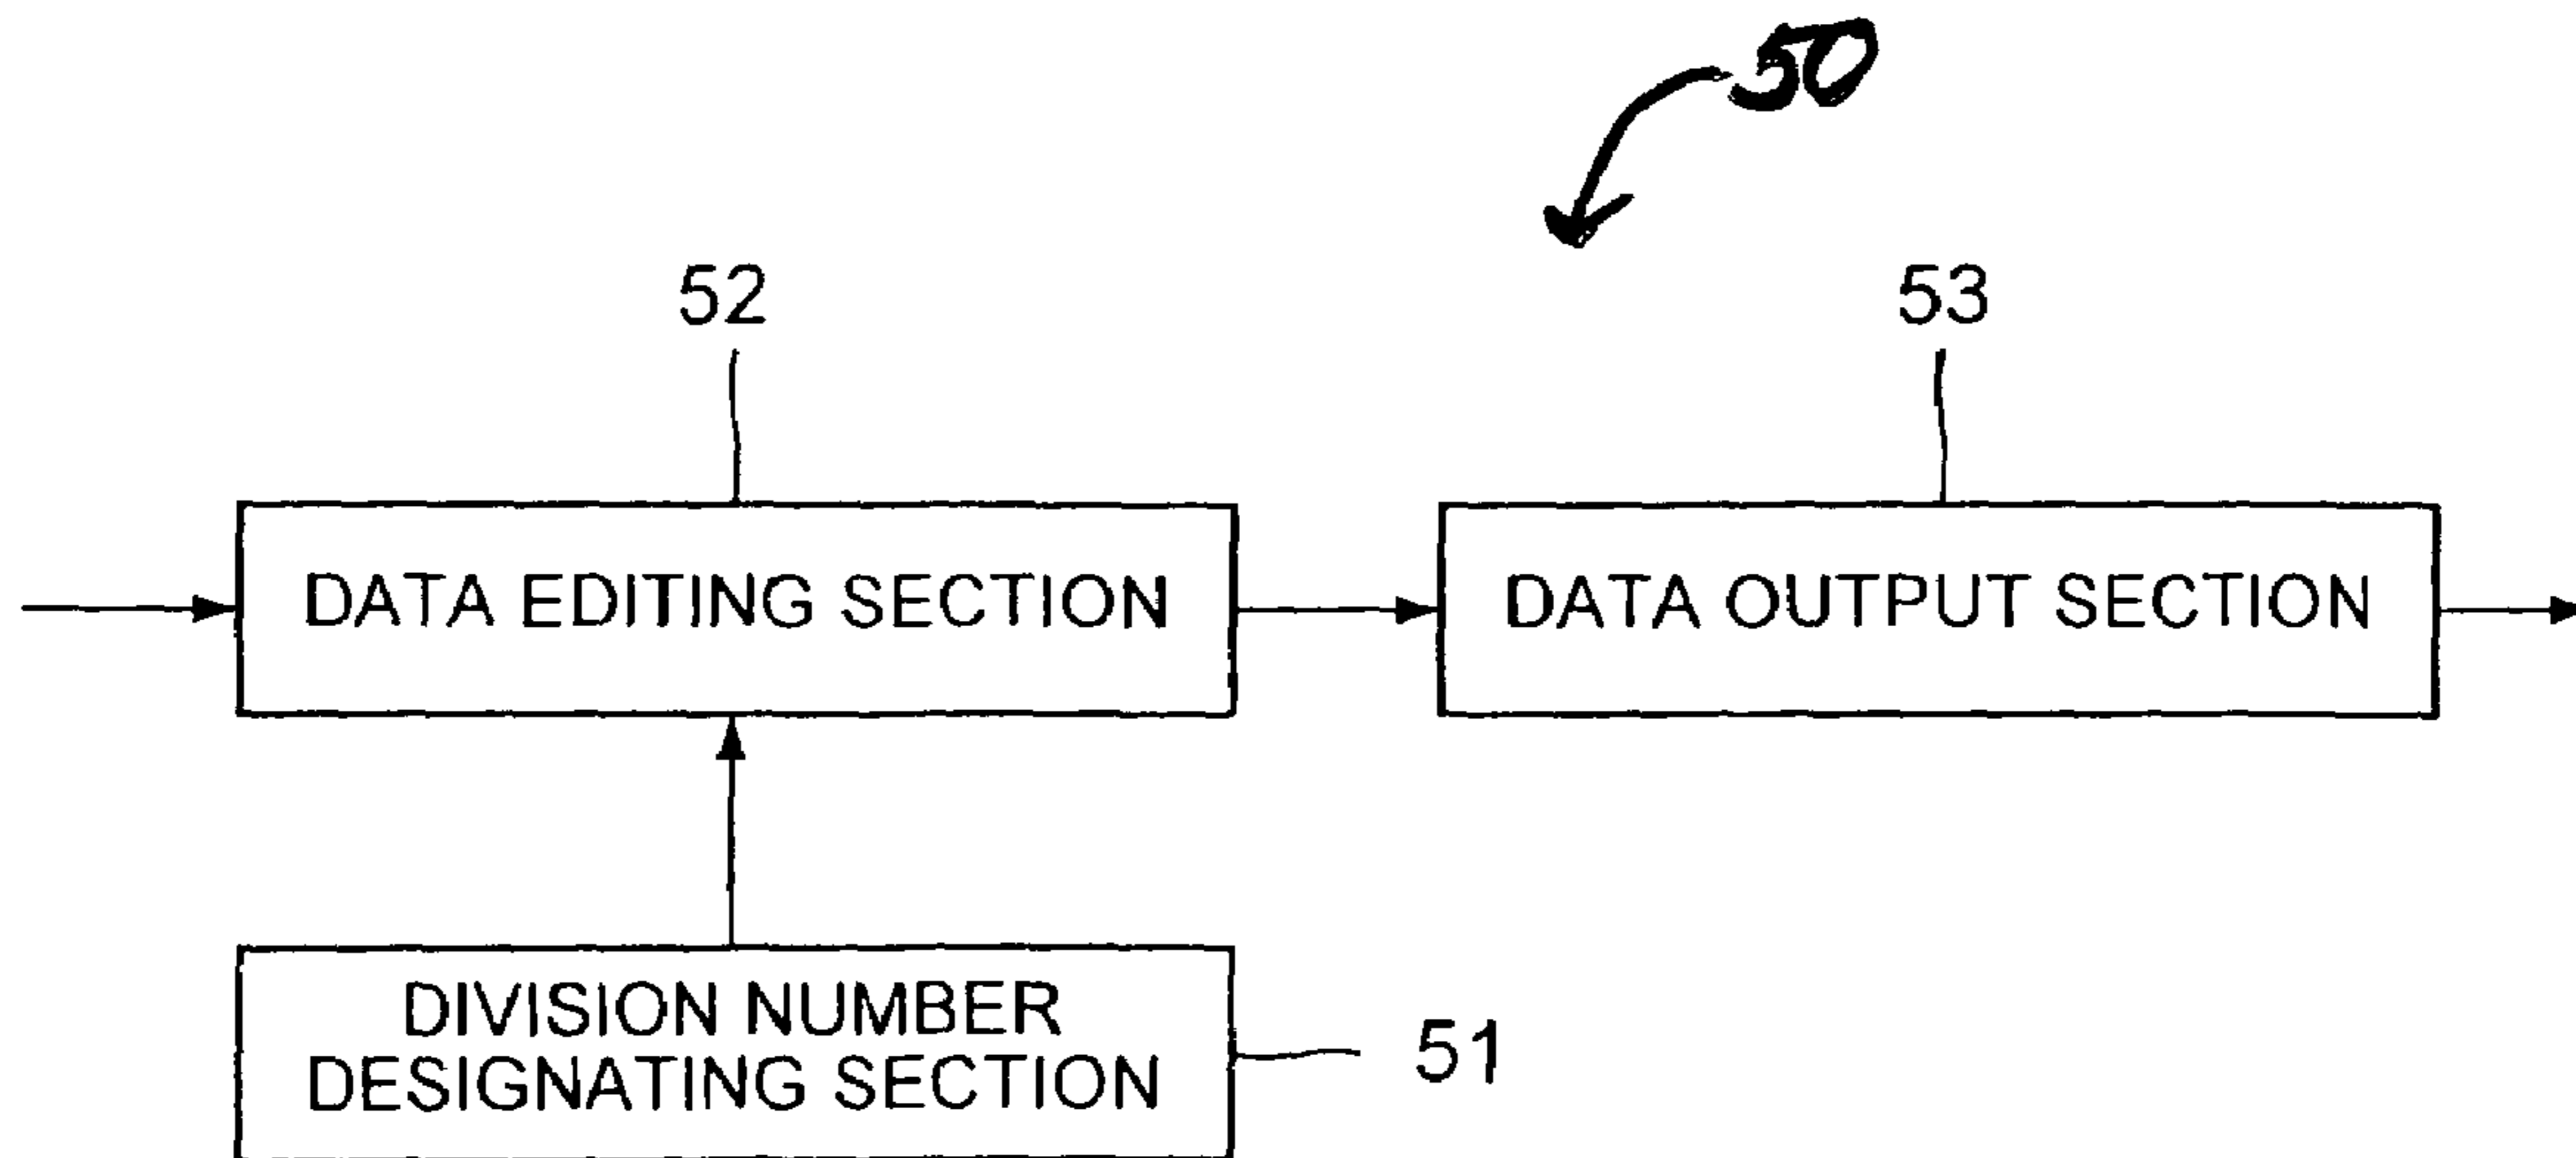 50
52
53
DATA EDITING SECTION
DATA OUTPUT SECTION
DIVISION NUMBER
DESIGNATING SECTION
51